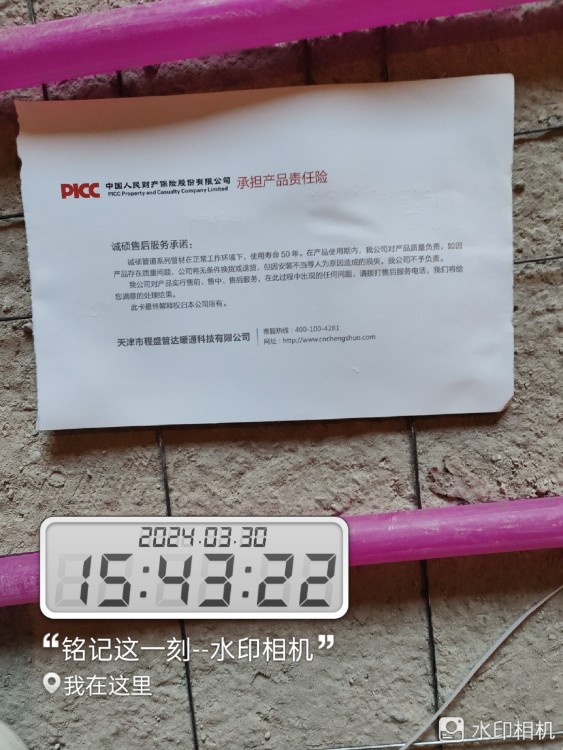 PICC 中国人民财产保险股份有限公司 承担产品责任险
PICC Property and Casualty Company Limited
诚硕售后服务承诺：
诚硕管道系列管材在正常工作环境下，使用寿命 50 年。在产品使用期内，我公司对产品质量负责，如因
产品存在质量问题，公司将无条件换货或退货，但因安装不当等人为原因造成的损失。我公司不予负责。
我公司对产品实行售前、售中、售后服务，在此过程中出现的任何问题，请拨打售后服务电话，我们将给
您满意的处理结果。
此卡最终解释权归本公司所有。
天津市程盛管达暖通科技有限公司
客服热线：400-100-4281
网址：http://www.cnrhengshuo.com
2024.03.30
15:43:22
“铭记这一刻--水印相机”
我在这里
水印相机